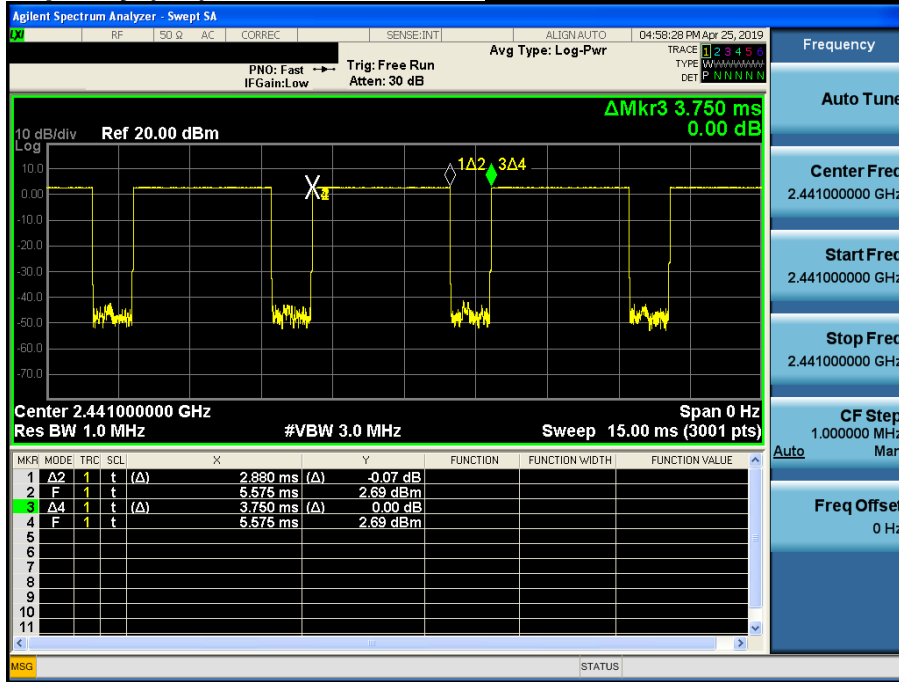 Agilent Spectrum Analyzer - Swept SA
LXI RF 50 Ω AC CORREC SENSE:INT ALIGN AUTO 04:58:28 PM Apr 25, 2019
Avg Type: Log-Pwr TRACE 1 2 3 4 5 6
PNO: Fast Trig: Free Run TYPE WWWWWW
IFGain:Low Atten: 30 dB DET P N N N N N
Frequency
Auto Tune
Center Freq
2.441000000 GHz
Start Freq
2.441000000 GHz
Stop Freq
2.441000000 GHz
CF Step
1.000000 MHz
Auto Man
Freq Offset
0 Hz
ΔMkr3 3.750 ms
0.00 dB
10 dB/div Ref 20.00 dBm
Log
10.0
0.00
-10.0
-20.0
-30.0
-40.0
-50.0
-60.0
-70.0
X 4 1Δ2 3Δ4
Center 2.441000000 GHz Span 0 Hz
Res BW 1.0 MHz #VBW 3.0 MHz Sweep 15.00 ms (3001 pts)
MKR MODE TRC SCL X Y FUNCTION FUNCTION WIDTH FUNCTION VALUE
1 Δ2 1 t (Δ) 2.880 ms (Δ) -0.07 dB
2 F 1 t 5.575 ms 2.69 dBm
3 Δ4 1 t (Δ) 3.750 ms (Δ) 0.00 dB
4 F 1 t 5.575 ms 2.69 dBm
5
6
7
8
9
10
11
MSG STATUS